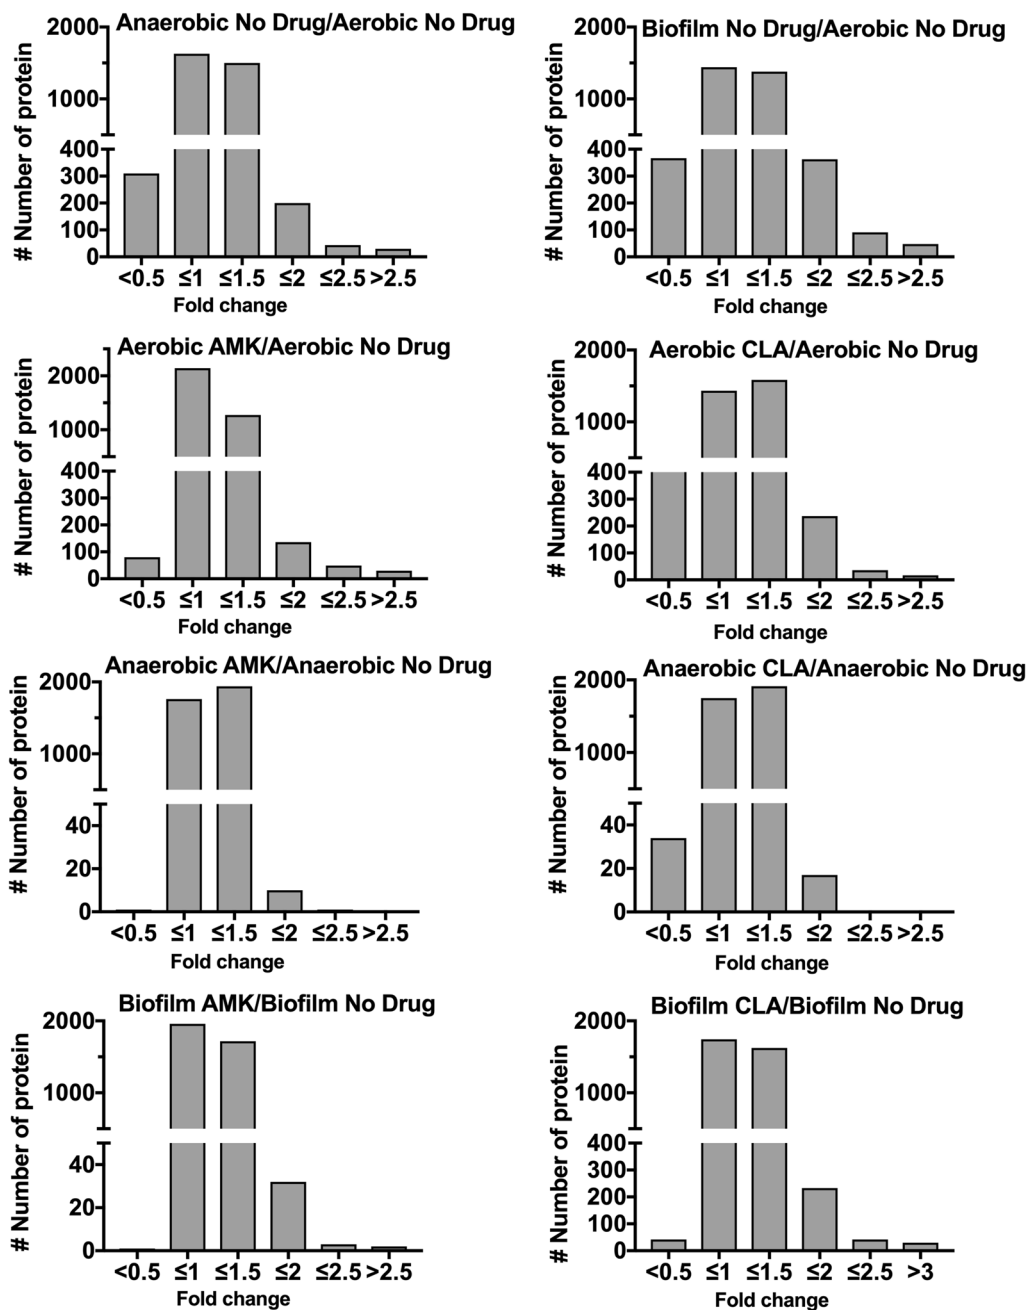 Anaerobic No Drug/Aerobic No Drug
# Number of protein
2000
1000
400
300
200
100
0
<0.5 ≤1 ≤1.5 ≤2 ≤2.5 >2.5
Fold change
Biofilm No Drug/Aerobic No Drug
# Number of protein
2000
1000
400
300
200
100
0
<0.5 ≤1 ≤1.5 ≤2 ≤2.5 >2.5
Fold change
Aerobic AMK/Aerobic No Drug
# Number of protein
2000
1000
400
300
200
100
0
<0.5 ≤1 ≤1.5 ≤2 ≤2.5 >2.5
Fold change
Aerobic CLA/Aerobic No Drug
# Number of protein
2000
1000
400
300
200
100
0
<0.5 ≤1 ≤1.5 ≤2 ≤2.5 >2.5
Fold change
Anaerobic AMK/Anaerobic No Drug
# Number of protein
2000
1000
40
20
0
<0.5 ≤1 ≤1.5 ≤2 ≤2.5 >2.5
Fold change
Anaerobic CLA/Anaerobic No Drug
# Number of protein
2000
1000
40
20
0
<0.5 ≤1 ≤1.5 ≤2 ≤2.5 >2.5
Fold change
Biofilm AMK/Biofilm No Drug
# Number of protein
2000
1000
40
20
0
<0.5 ≤1 ≤1.5 ≤2 ≤2.5 >2.5
Fold change
Biofilm CLA/Biofilm No Drug
# Number of protein
2000
1000
400
300
200
100
0
<0.5 ≤1 ≤1.5 ≤2 ≤2.5 >3
Fold change